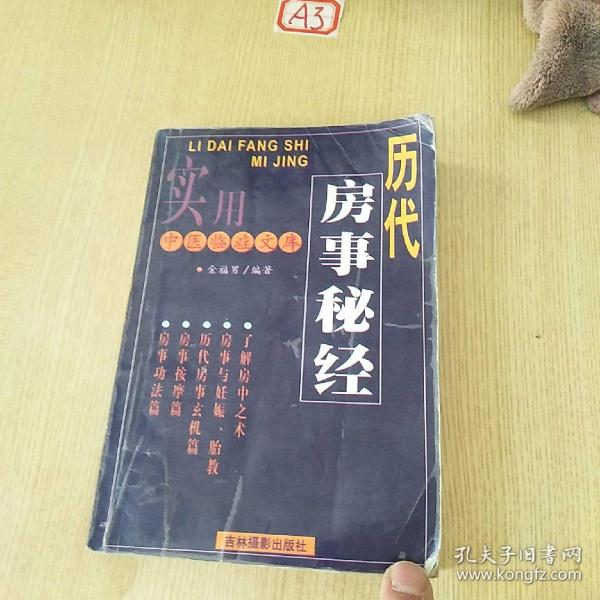 A3
LI DAI FANG SHI
MI JING
历代
房事秘经
实用
中医临症文库
•金福男/编著
•了解房中之术
•房事与妊娠、胎教
•历代房事玄机篇
•房事按摩篇
•房事功法篇
吉林摄影出版社
孔夫子旧书网
www.kongfz.com